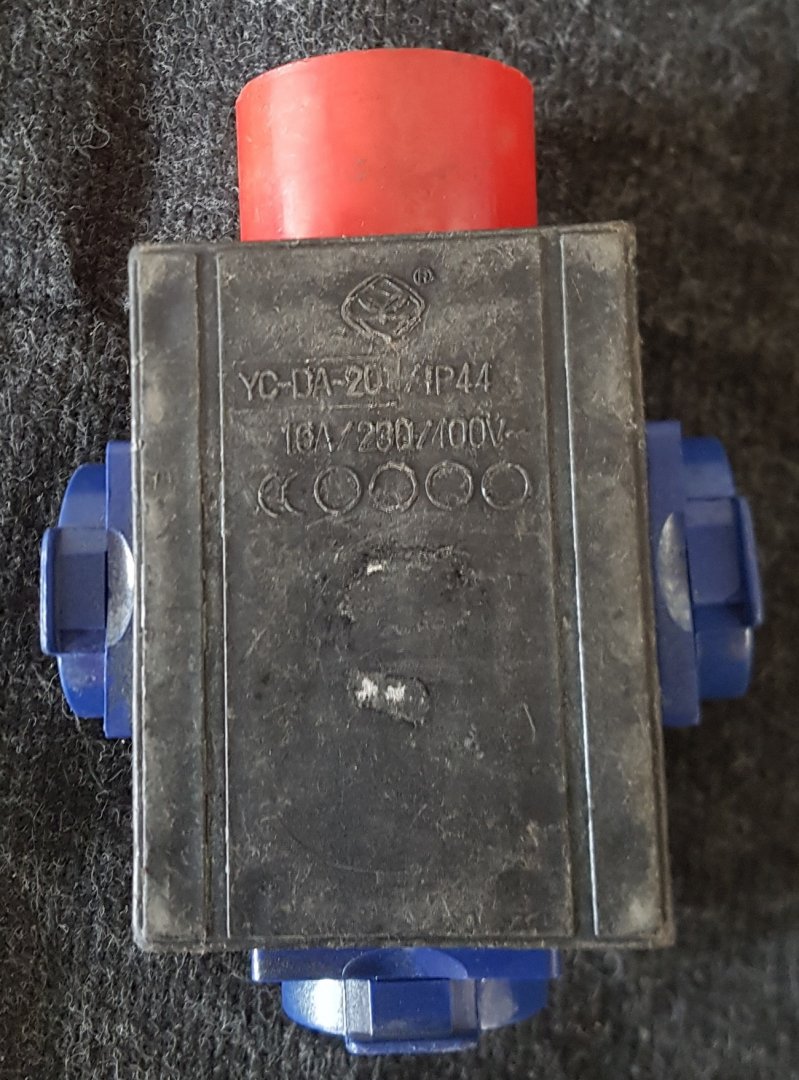 ®
YC-DA-20 /IP44
16A/230/400V~
CE